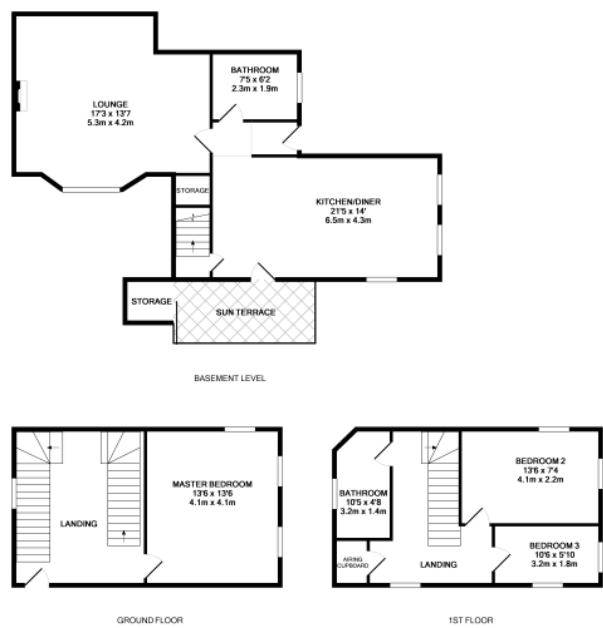 BATHROOM
7'5 x 6'2
2.3m x 1.9m
LOUNGE
17'3 x 13'7
5.3m x 4.2m
STORAGE
KITCHEN/DINER
21'5 x 14'
6.5m x 4.3m
STORAGE
SUN TERRACE
BASEMENT LEVEL
MASTER BEDROOM
13'6 x 13'6
4.1m x 4.1m
LANDING
GROUND FLOOR
BEDROOM 2
13'6 x 7'4
4.1m x 2.2m
BATHROOM
10'5 x 4'8
3.2m x 1.4m
BEDROOM 3
10'6 x 5'10
3.2m x 1.8m
AIRING
CUPBOARD
LANDING
1ST FLOOR